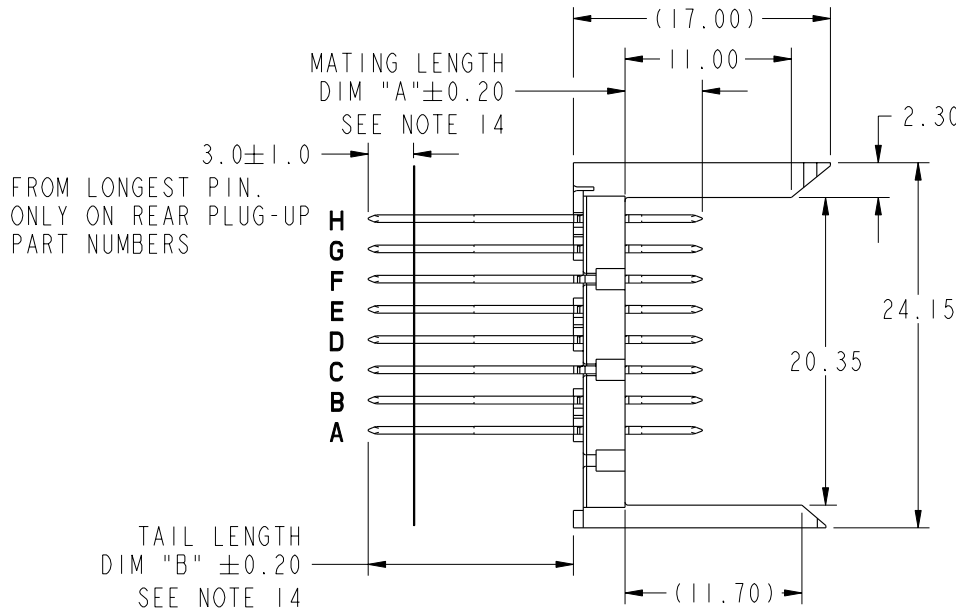 (17.00)
11.00
MATING LENGTH
DIM "A"±0.20
SEE NOTE 14
2.30
3.0±1.0
FROM LONGEST PIN.
ONLY ON REAR PLUG-UP
PART NUMBERS
H
G
F
E
D
C
B
A
24.15
20.35
TAIL LENGTH
DIM "B" ±0.20
SEE NOTE 14
(11.70)